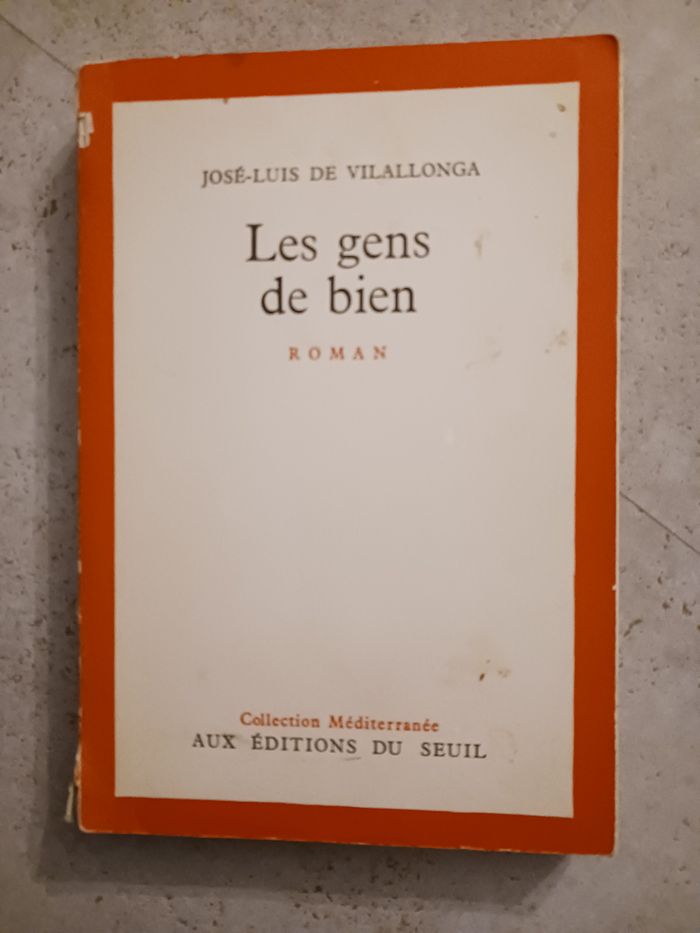 JOSÉ-LUIS DE VILALLONGA
Les gens
de bien
ROMAN
Collection Méditerranée
AUX ÉDITIONS DU SEUIL